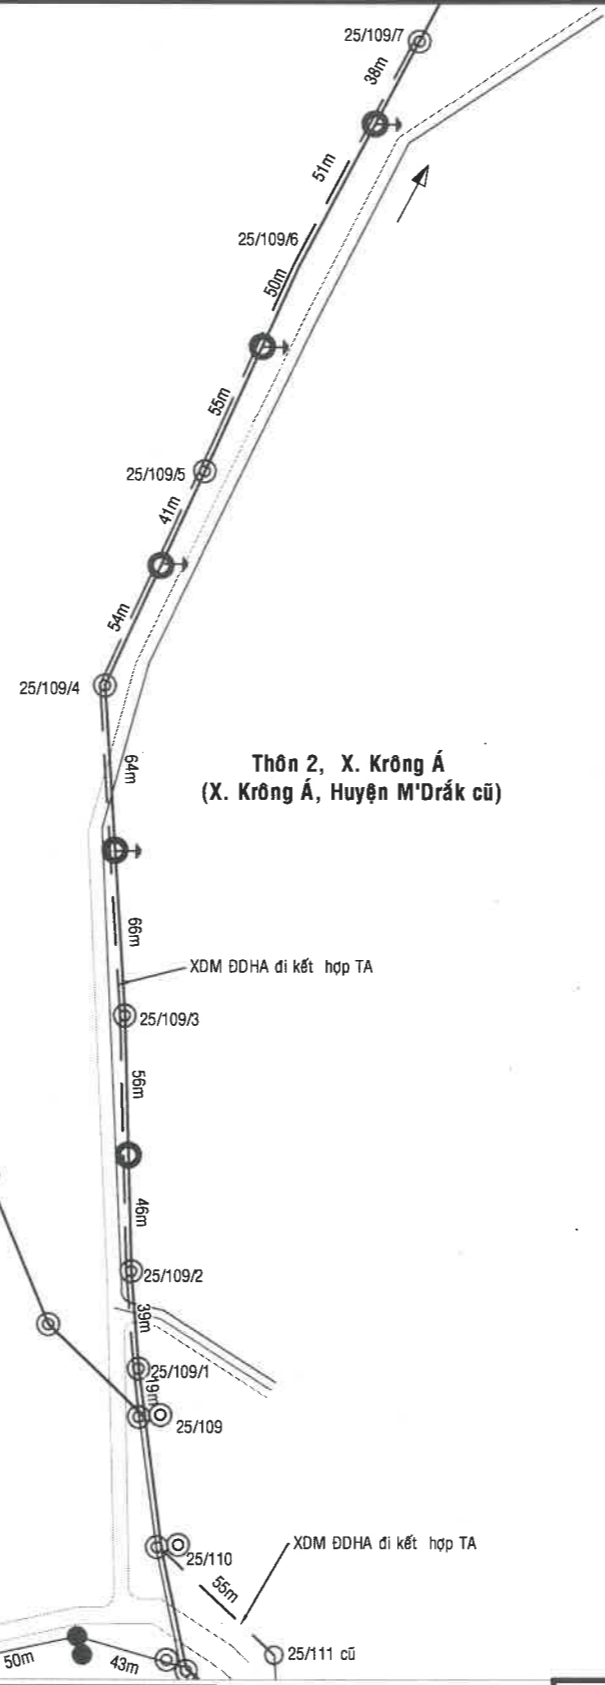 25/109/7
38m
51m
25/109/6
50m
55m
25/109/5
41m
54m
25/109/4
64m
Thôn 2, X. Krông Á
(X. Krông Á, Huyện M'Drắk cũ)
66m
XDM ĐDHA đi kết hợp TA
25/109/3
56m
46m
25/109/2
39m
25/109/1
19m
25/109
XDM ĐDHA đi kết hợp TA
25/110
55m
25/111 cũ
50m
43m